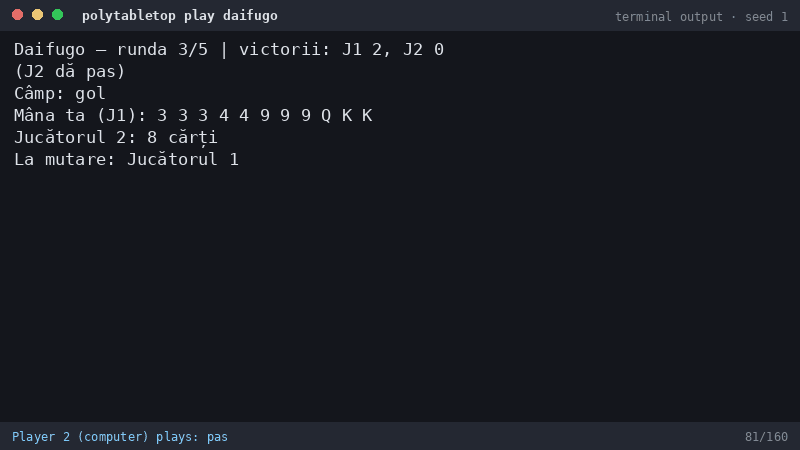 polytabletop play daifugo
terminal output · seed 1
Daifugo — runda 3/5 | victorii: J1 2, J2 0
(J2 dă pas)
Câmp: gol
Mâna ta (J1): 3 3 3 4 4 9 9 9 Q K K
Jucătorul 2: 8 cărți
La mutare: Jucătorul 1
Player 2 (computer) plays: pas
81/160